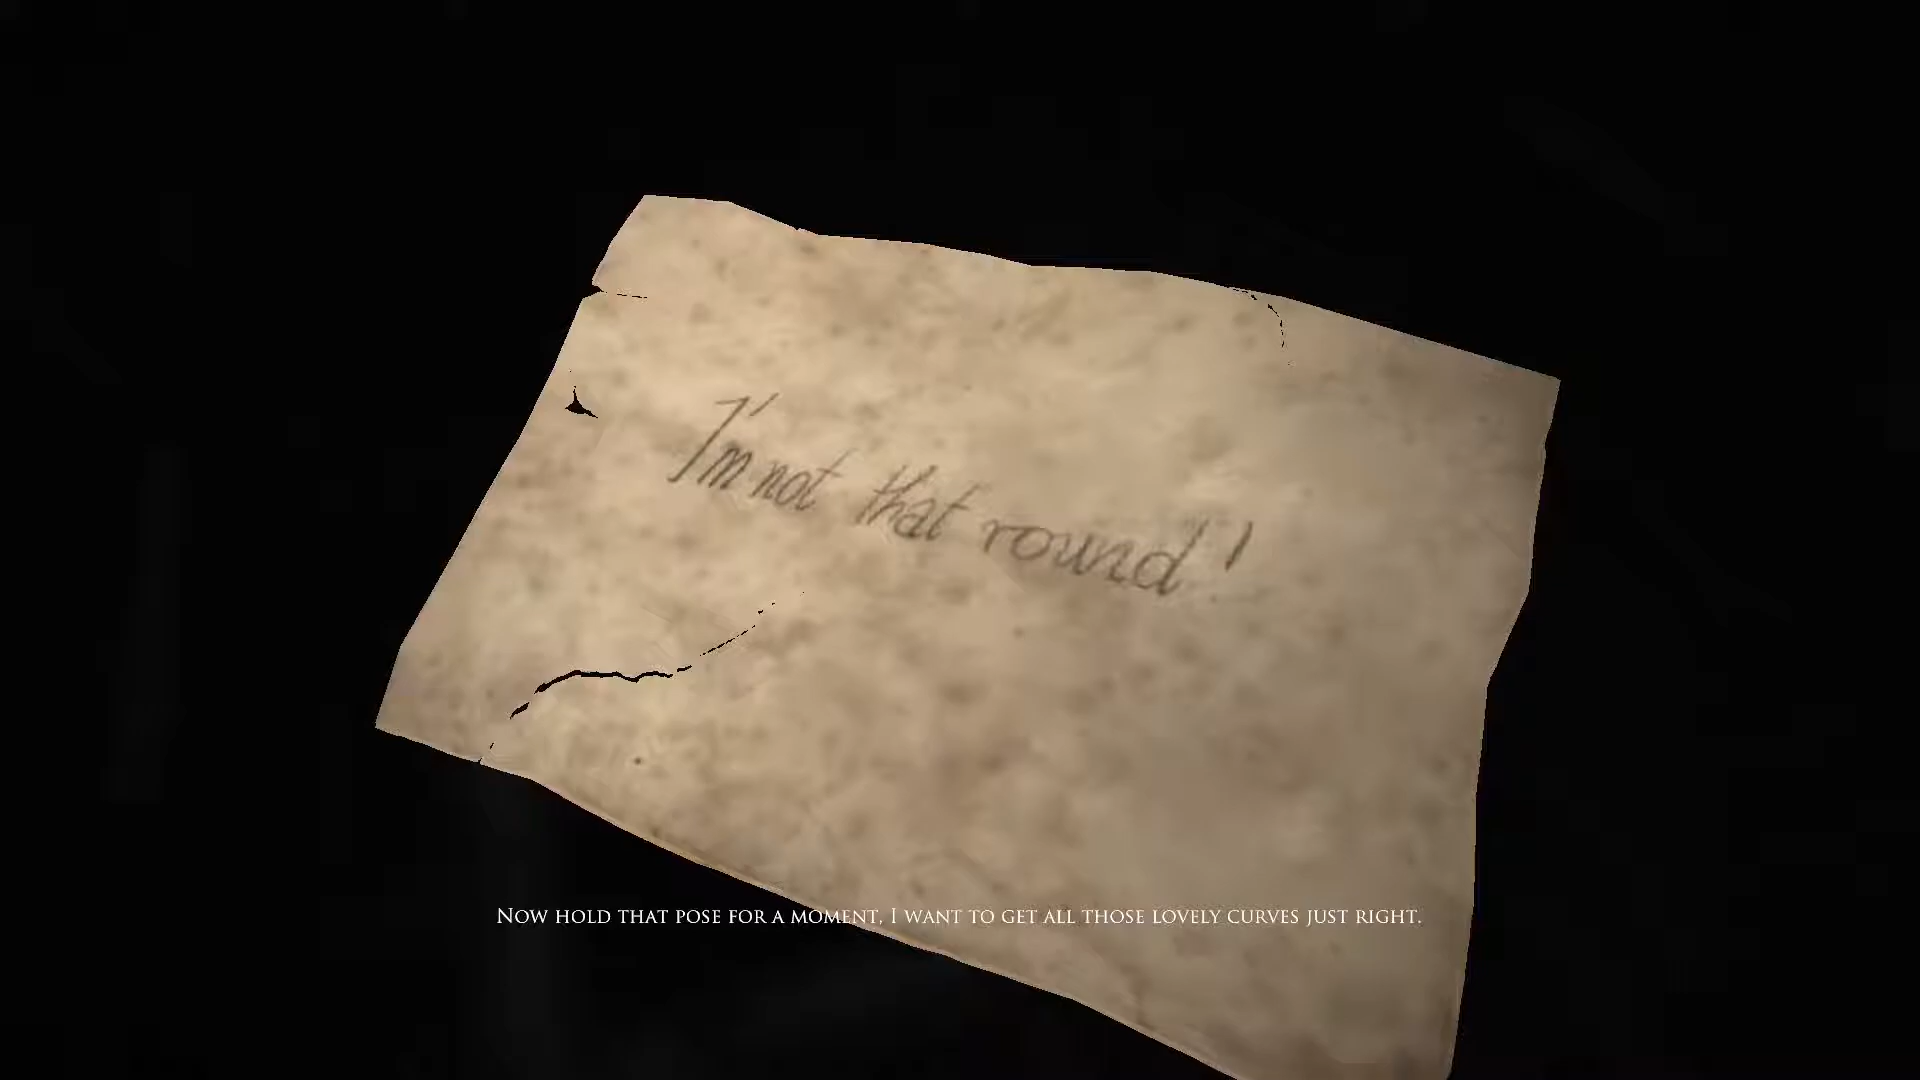 I'm not that round!
Now hold that pose for a moment, I want to get all those lovely curves just right.